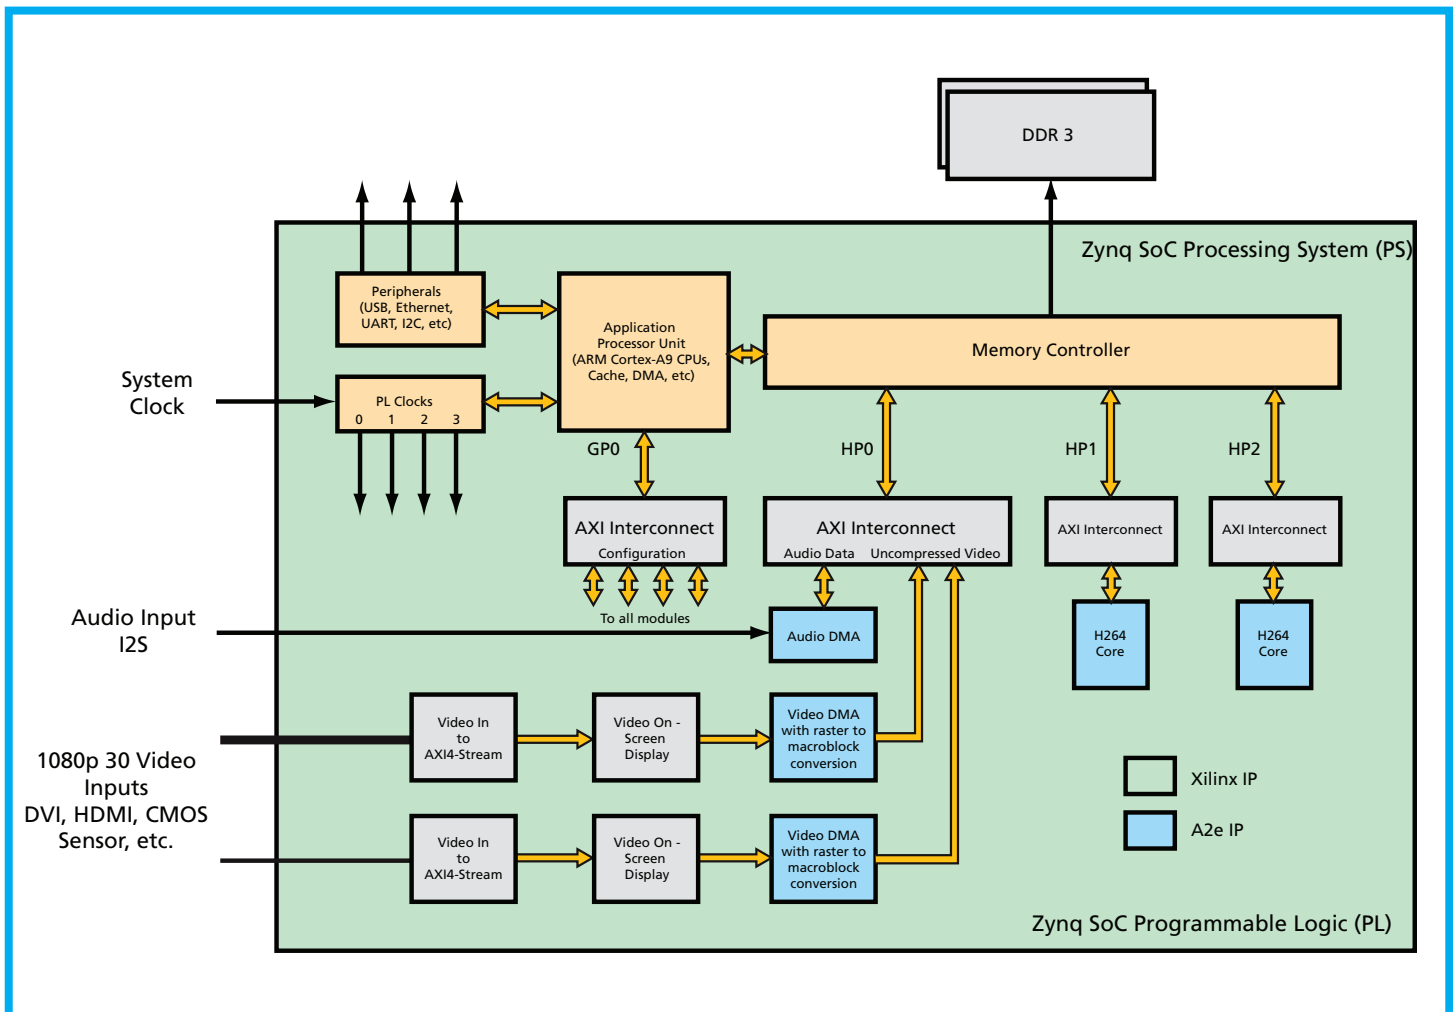 DDR 3
Zynq SoC Processing System (PS)
Peripherals
(USB, Ethernet,
UART, I2C, etc)
Application
Processor Unit
(ARM Cortex-A9 CPUs,
Cache, DMA, etc)
Memory Controller
System
Clock
PL Clocks
0 1 2 3
GP0
HP0
HP1
HP2
AXI Interconnect
Configuration
AXI Interconnect
Audio Data Uncompressed Video
AXI Interconnect
AXI Interconnect
To all modules
Audio Input
I2S
Audio DMA
H264
Core
H264
Core
1080p 30 Video
Inputs
DVI, HDMI, CMOS
Sensor, etc.
Video In
to
AXI4-Stream
Video On -
Screen
Display
Video DMA
with raster to
macroblock
conversion
Video In
to
AXI4-Stream
Video On -
Screen
Display
Video DMA
with raster to
macroblock
conversion
Xilinx IP
A2e IP
Zynq SoC Programmable Logic (PL)